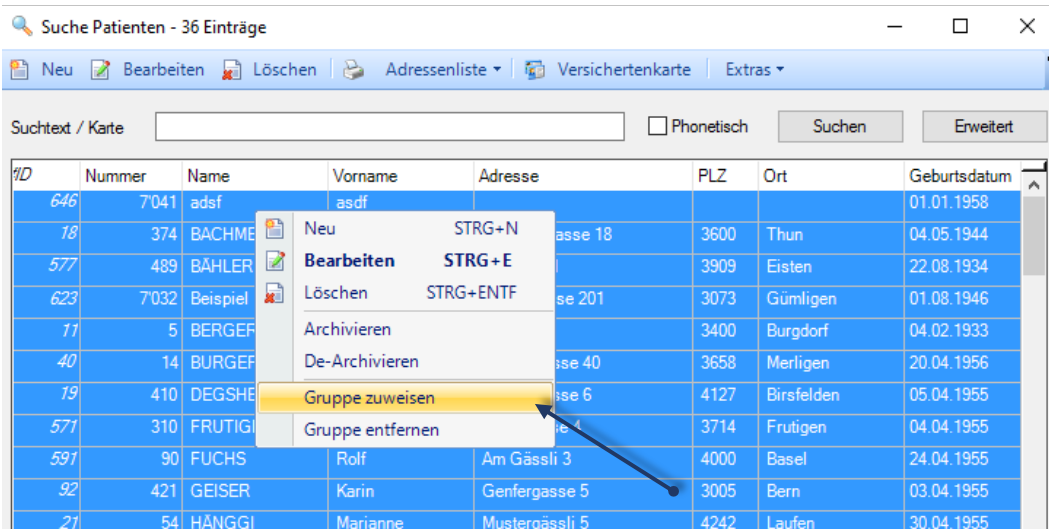 Suche Patienten - 36 Einträge
Neu Bearbeiten Löschen Adressenliste Versichertenkarte Extras
Suchtext / Karte Phonetisch Suchen Erweitert
ID Nummer Name Vorname Adresse PLZ Ort Geburtsdatum
646 7'041 adsf asdf 01.01.1958
18 374 BACHME asse 18 3600 Thun 04.05.1944
577 489 BÄHLER 3909 Eisten 22.08.1934
623 7'032 Beispiel se 201 3073 Gümligen 01.08.1946
11 5 BERGER 3400 Burgdorf 04.02.1933
40 14 BURGER sse 40 3658 Merligen 20.04.1956
19 410 DEGSHE sse 6 4127 Birsfelden 05.04.1955
571 310 FRUTIG 3714 Frutigen 04.04.1955
591 90 FUCHS Rolf Am Gässli 3 4000 Basel 24.04.1955
92 421 GEISER Karin Genfergasse 5 3005 Bern 03.04.1955
21 54 HÄNGGI Marianne Mustergässli 5 4242 Laufen 30.04.1955
Neu STRG+N
Bearbeiten STRG+E
Löschen STRG+ENTF
Archivieren
De-Archivieren
Gruppe zuweisen
Gruppe entfernen